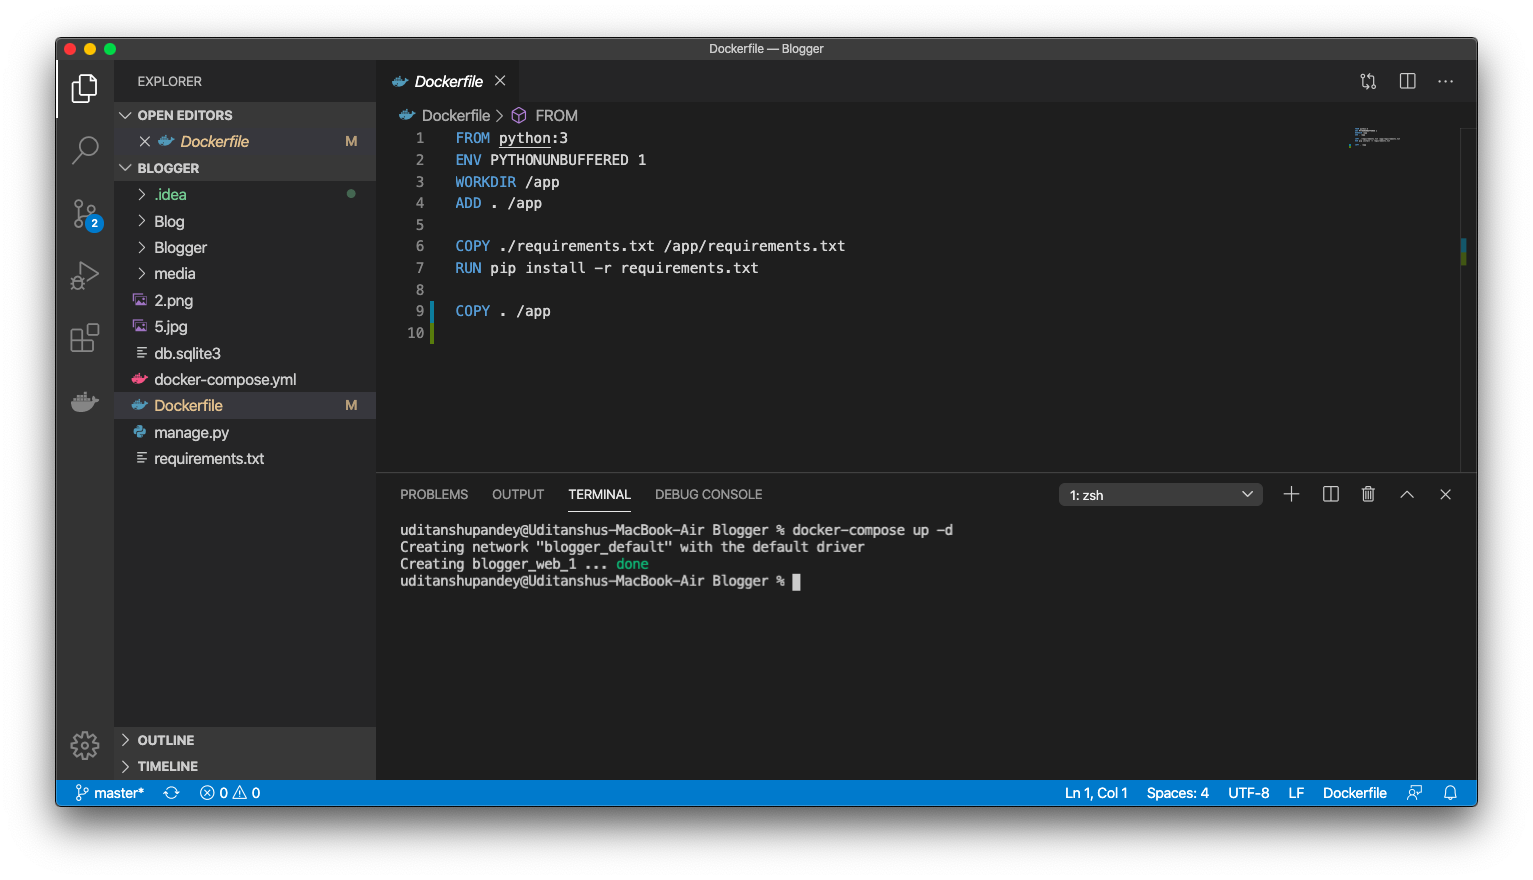 Dockerfile — Blogger
EXPLORER
OPEN EDITORS
Dockerfile M
BLOGGER
.idea
Blog
Blogger
media
2.png
5.jpg
db.sqlite3
docker-compose.yml
Dockerfile M
manage.py
requirements.txt
OUTLINE
TIMELINE
2
Dockerfile
Dockerfile > FROM
1 FROM python:3
2 ENV PYTHONUNBUFFERED 1
3 WORKDIR /app
4 ADD . /app
5
6 COPY ./requirements.txt /app/requirements.txt
7 RUN pip install -r requirements.txt
8
9 COPY . /app
10
PROBLEMS OUTPUT TERMINAL DEBUG CONSOLE 1: zsh
uditanshupandey@Uditanshus-MacBook-Air Blogger % docker-compose up -d
Creating network "blogger_default" with the default driver
Creating blogger_web_1 ... done
uditanshupandey@Uditanshus-MacBook-Air Blogger %
master* 0 0 Ln 1, Col 1 Spaces: 4 UTF-8 LF Dockerfile